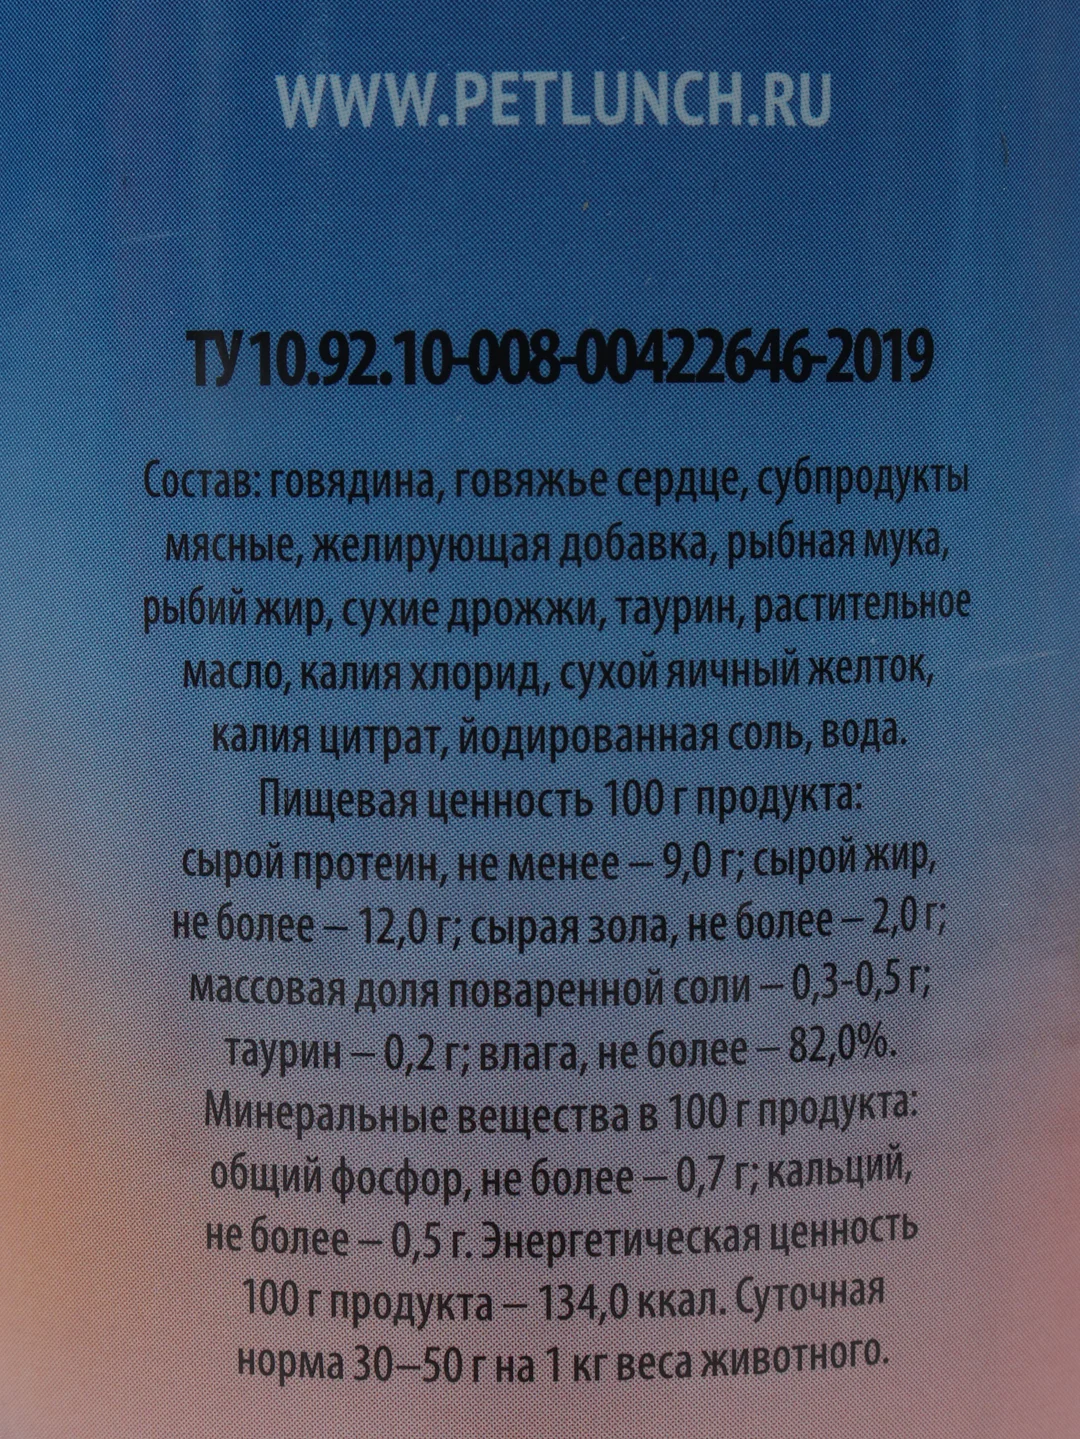 WWW.PETLUNCH.RU
ТУ10.92.10-008-00422646-2019
Состав: говядина, говяжье сердце, субпродукты
мясные, желирующая добавка, рыбная мука,
рыбий жир, сухие дрожжи, таурин, растительное
масло, калия хлорид, сухой яичный желток,
калия цитрат, йодированная соль, вода.
Пищевая ценность 100 г продукта:
сырой протеин, не менее – 9,0 г; сырой жир,
не более – 12,0 г; сырая зола, не более – 2,0 г;
массовая доля поваренной соли – 0,3-0,5 г;
таурин – 0,2 г; влага, не более – 82,0%.
Минеральные вещества в 100 г продукта:
общий фосфор, не более – 0,7 г; кальций,
не более – 0,5 г. Энергетическая ценность
100 г продукта – 134,0 ккал. Суточная
норма 30–50 г на 1 кг веса животного.